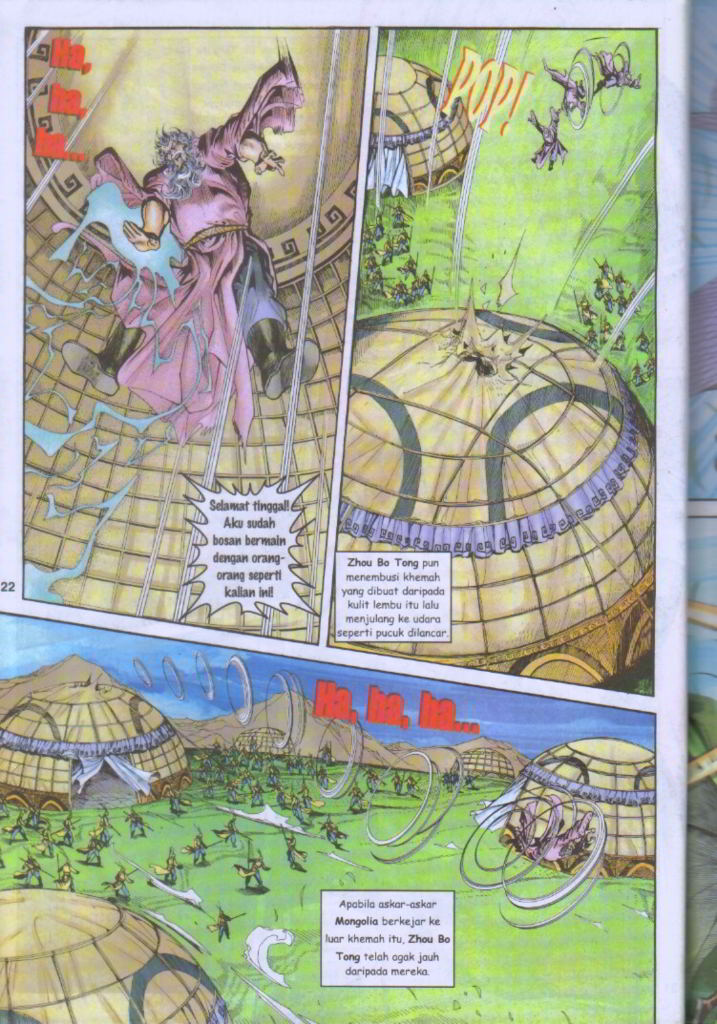 Ha,
ha,
ha...
Selamat tinggal!
Aku sudah
bosan bermain
dengan orang-
orang seperti
kalian ini!
POP!
Zhou Bo Tong pun
menembusi khemah
yang dibuat daripada
kulit lembu itu lalu
menjulang ke udara
seperti pucuk dilancar.
22
Ha, ha, ha...
Apabila askar-askar
Mongolia berkejar ke
luar khemah itu, Zhou Bo
Tong telah agak jauh
daripada mereka.